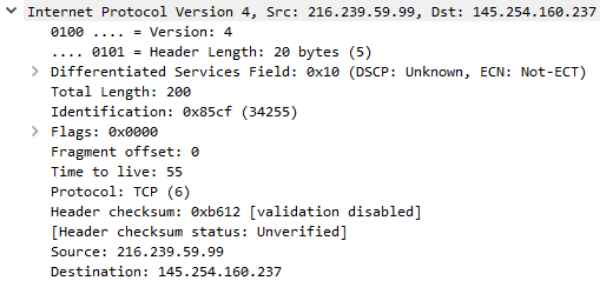 Internet Protocol Version 4, Src: 216.239.59.99, Dst: 145.254.160.237
0100 .... = Version: 4
.... 0101 = Header Length: 20 bytes (5)
Differentiated Services Field: 0x10 (DSCP: Unknown, ECN: Not-ECT)
Total Length: 200
Identification: 0x85cf (34255)
Flags: 0x0000
Fragment offset: 0
Time to live: 55
Protocol: TCP (6)
Header checksum: 0xb612 [validation disabled]
[Header checksum status: Unverified]
Source: 216.239.59.99
Destination: 145.254.160.237